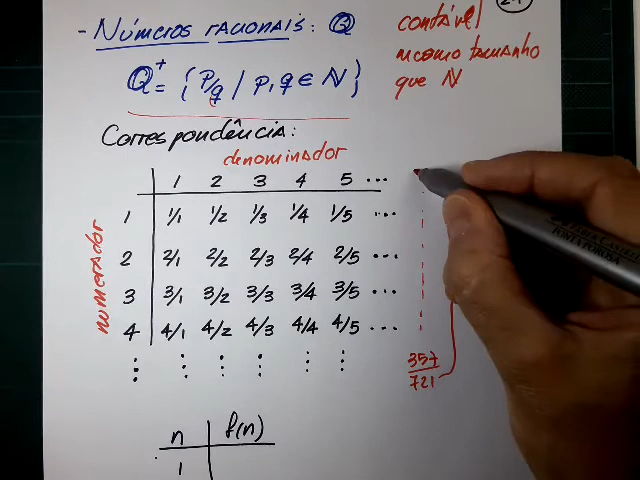 - Números racionais: Q
contável
mesmo tamanho
que N
Q⁺ = { p/q / p, q ∈ N }
Correspondência:
denominador
1 2 3 4 5 ...
numerador
1 1/1 1/2 1/3 1/4 1/5 ...
2 2/1 2/2 2/3 2/4 2/5 ...
3 3/1 3/2 3/3 3/4 3/5 ...
4 4/1 4/2 4/3 4/4 4/5 ...
357/721
n f(n)
1